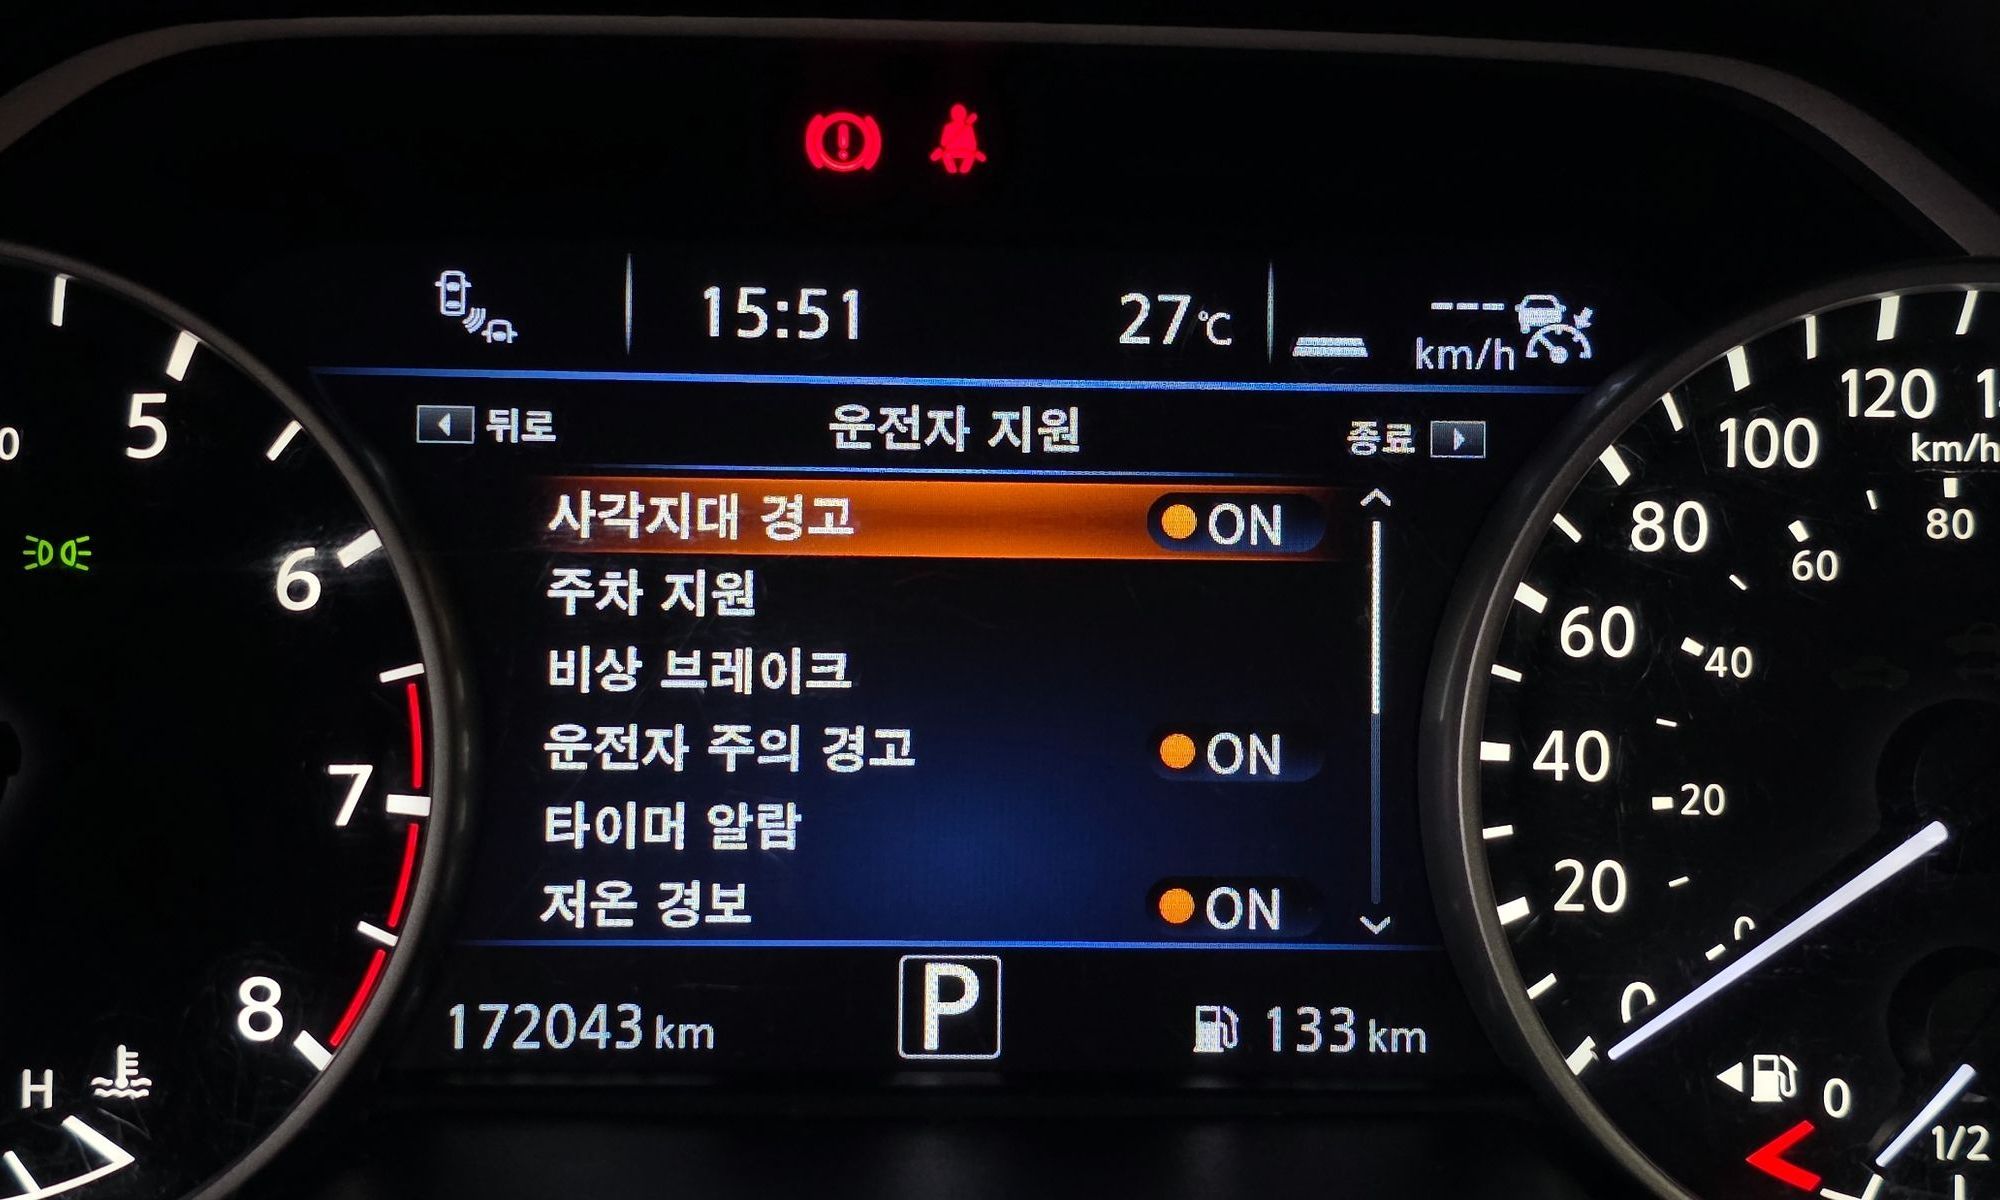 15:51 27℃ --- km/h
뒤로 운전자 지원 종료
사각지대 경고 ON
주차 지원
비상 브레이크
운전자 주의 경고 ON
타이머 알람
저온 경보 ON
172043 km P 133 km
5
6
7
8
H
120
km/h
100
80
60
40
20
0
80
60
40
20
0
0
1/2